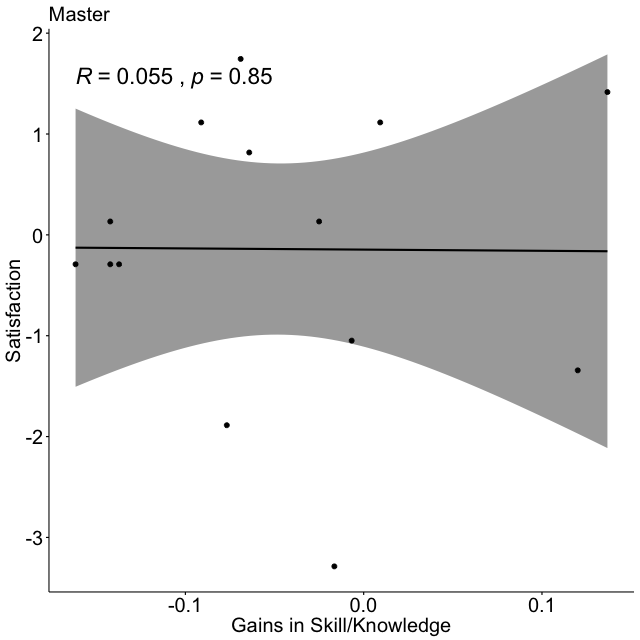 Master
R = 0.055 , p = 0.85
2
1
0
-1
-2
-3
Satisfaction
-0.1 0.0 0.1
Gains in Skill/Knowledge